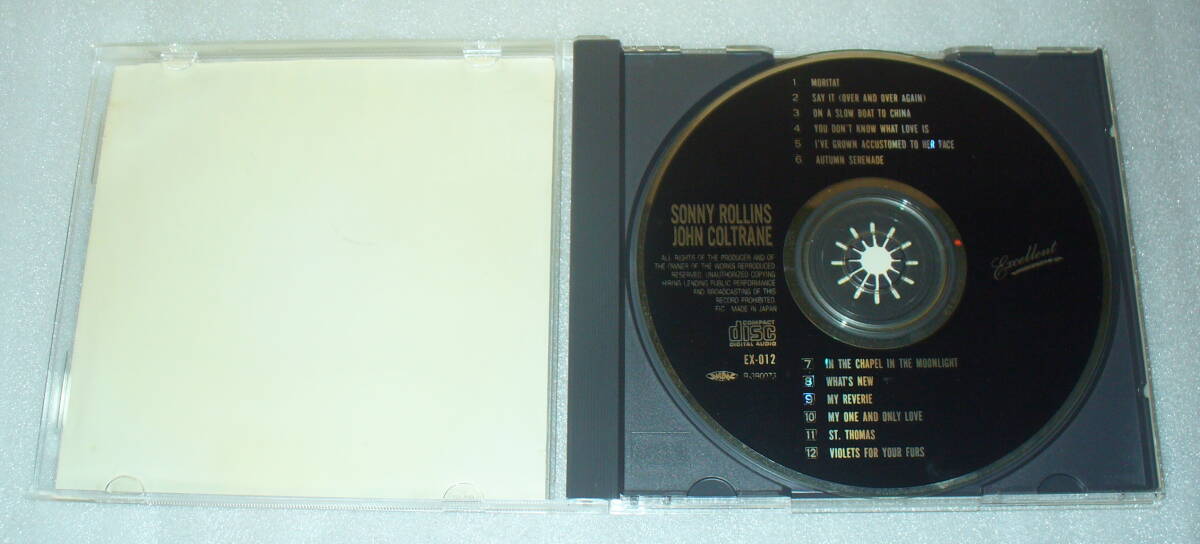 1 MORITAT
2 SAY IT (OVER AND OVER AGAIN)
3 ON A SLOW BOAT TO CHINA
4 YOU DON'T KNOW WHAT LOVE IS
5 I'VE GROWN ACCUSTOMED TO HER FACE
6 AUTUMN SERENADE
SONNY ROLLINS
JOHN COLTRANE
ALL RIGHTS OF THE PRODUCER AND OF
THE OWNER OF THE WORKS REPRODUCED
RESERVED. UNAUTHORIZED COPYING
HIRING LENDING PUBLIC PERFORMANCE
AND BROADCASTING OF THIS
RECORD PROHIBITED.
FIC MADE IN JAPAN
Excellent
COMPACT
disc
DIGITAL AUDIO
EX-012
7 IN THE CHAPEL IN THE MOONLIGHT
8 WHAT'S NEW
9 MY REVERIE
10 MY ONE AND ONLY LOVE
11 ST. THOMAS
12 VIOLETS FOR YOUR FURS